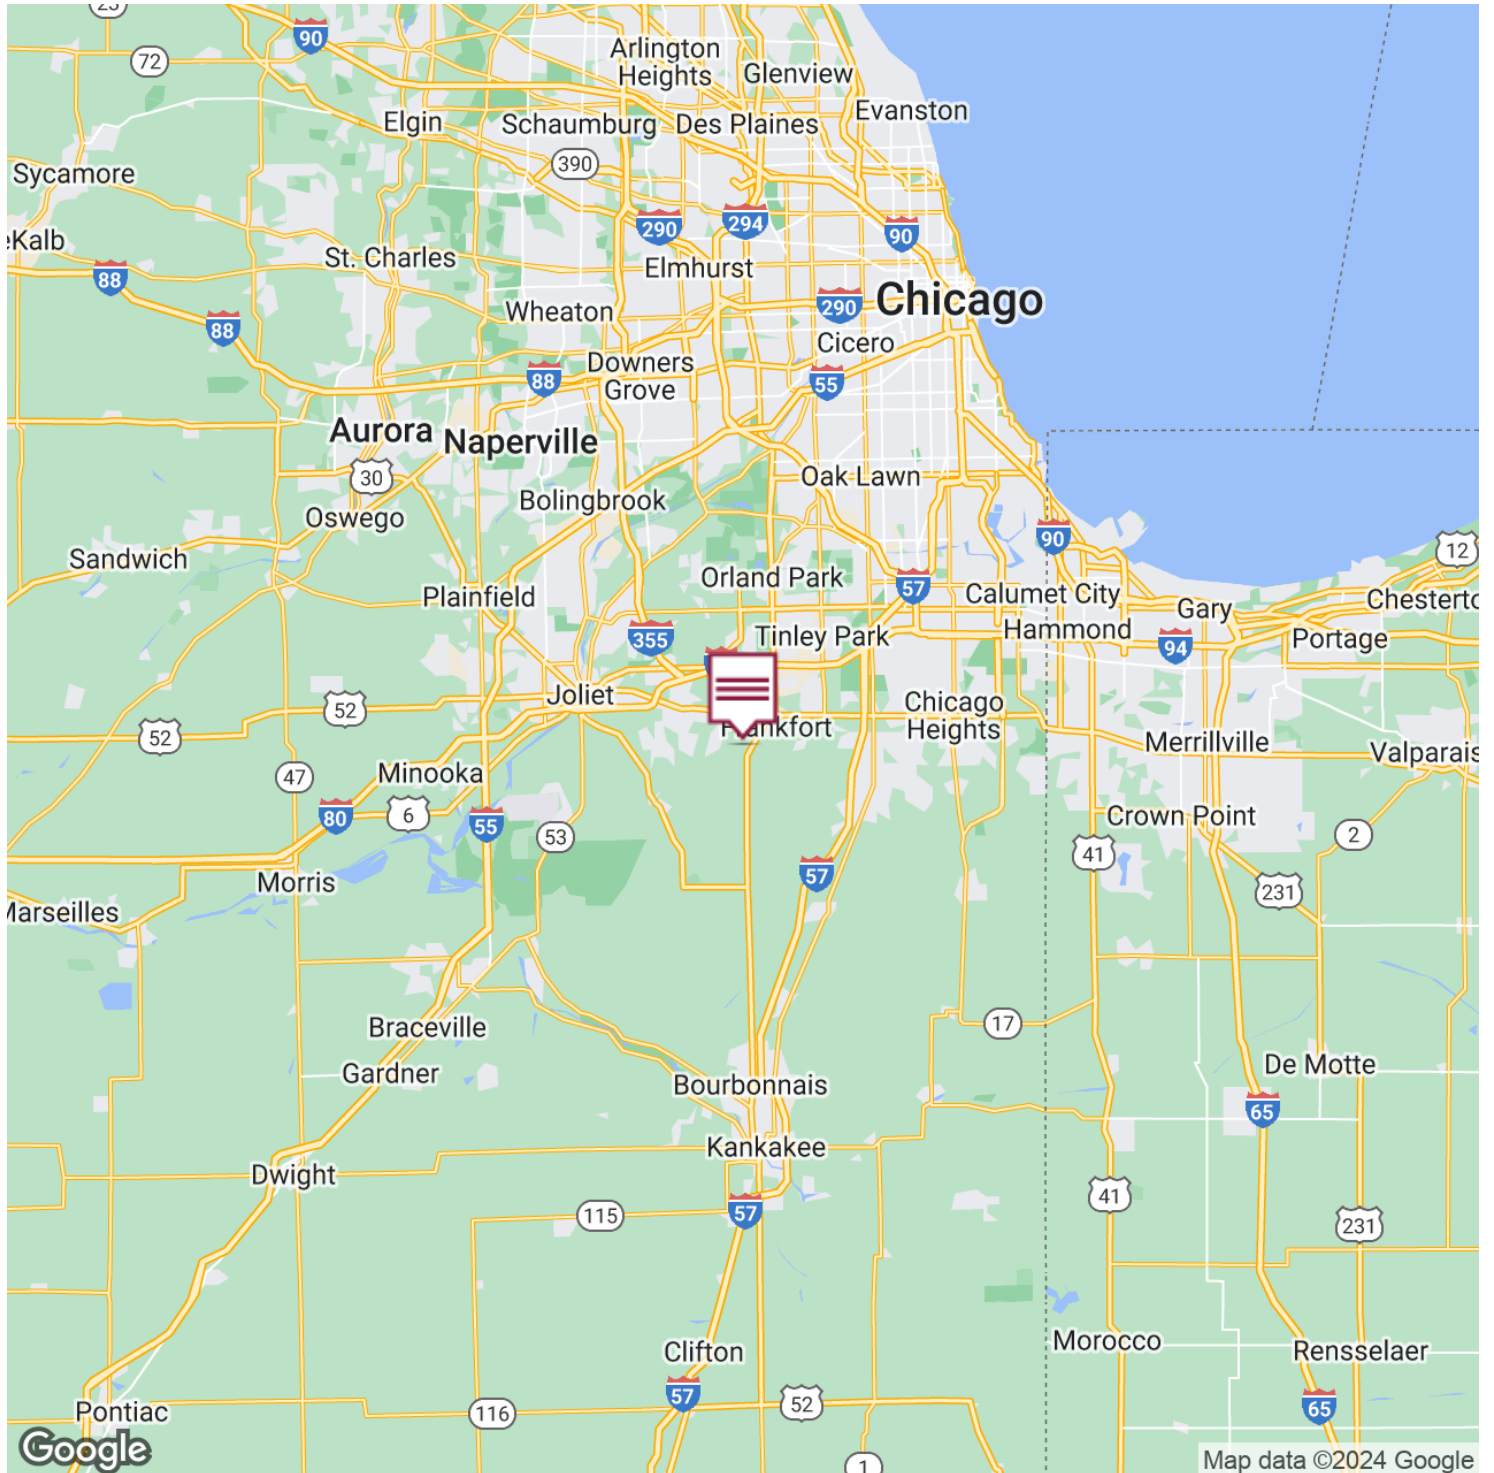 23
90
Arlington
Heights
72
Glenview
Evanston
Elgin
Schaumburg
Des Plaines
390
Sycamore
290
294
90
eKalb
St. Charles
Elmhurst
88
290
Chicago
Wheaton
88
Cicero
Downers
Grove
88
55
Aurora
Naperville
30
Oak Lawn
Bolingbrook
Oswego
90
12
Sandwich
Orland Park
57
Plainfield
Calumet City
Gary
Chesterto
355
Tinley Park
Hammond
94
Portage
Joliet
52
Chicago
Heights
52
Frankfort
Merrillville
Valparais
47
Minooka
80
6
55
53
Crown Point
2
41
57
Morris
231
Marseilles
Braceville
17
Gardner
Bourbonnais
De Motte
65
Kankakee
Dwight
41
115
57
231
Clifton
Morocco
Rensselaer
57
52
65
Pontiac
116
Google
1
Map data ©2024 Google